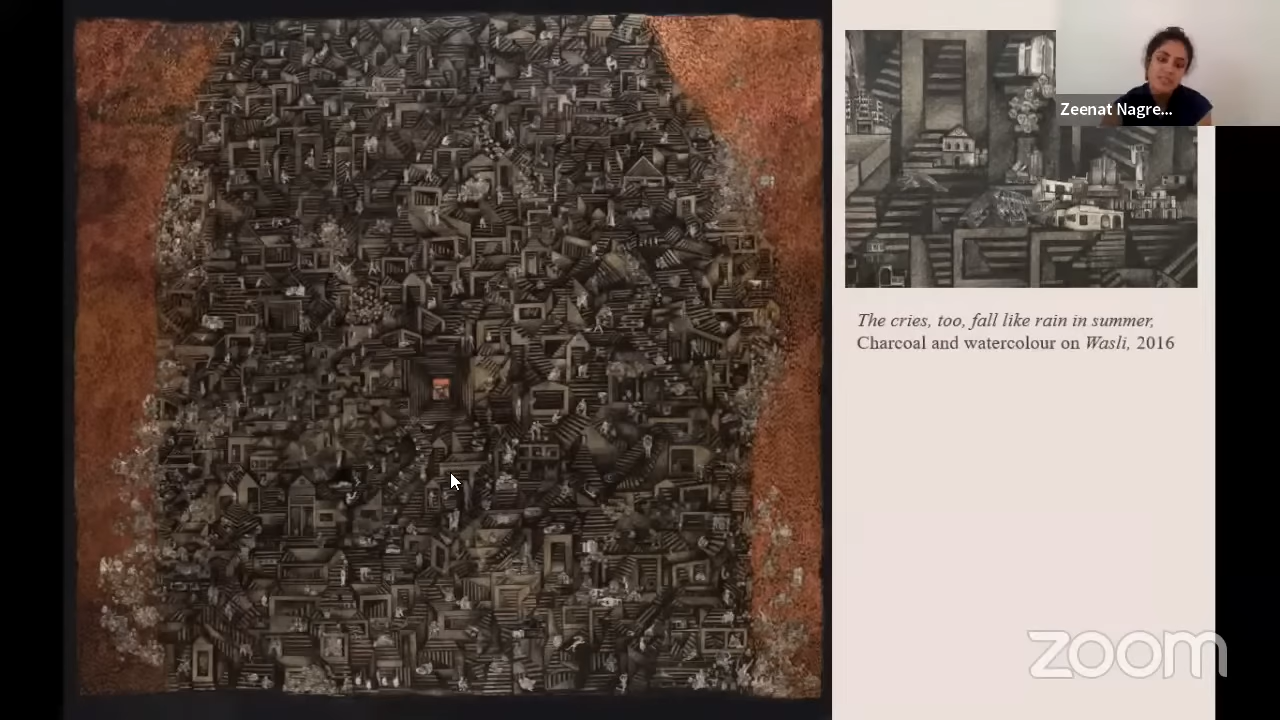 Zeenat Nagre...
The cries, too, fall like rain in summer,
Charcoal and watercolour on Wasli, 2016
zoom